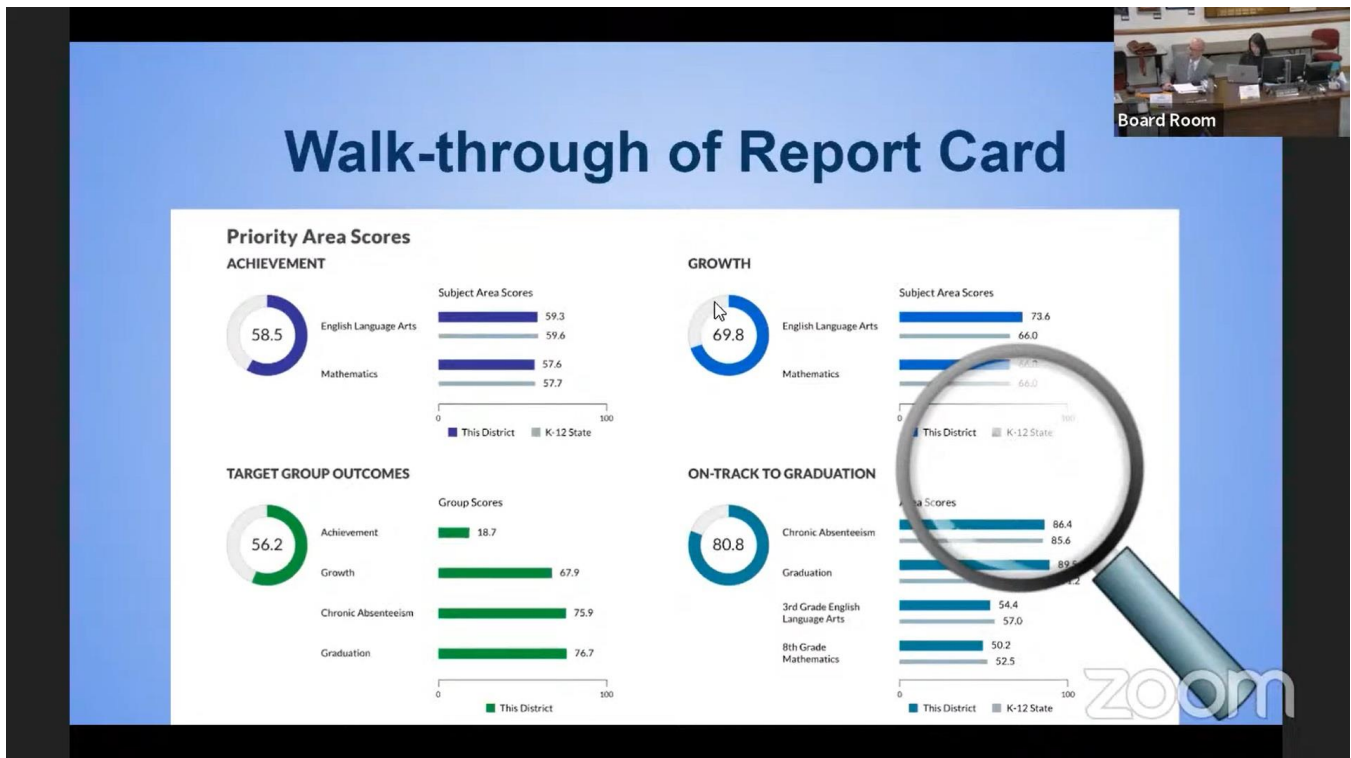 Board Room
Walk-through of Report Card
Priority Area Scores
ACHIEVEMENT
58.5
Subject Area Scores
English Language Arts
59.3
59.6
Mathematics
57.6
57.7
0
100
This District
K-12 State
GROWTH
69.8
Subject Area Scores
English Language Arts
73.6
66.0
Mathematics
66.0
100
This District
K-12 State
TARGET GROUP OUTCOMES
56.2
Group Scores
Achievement
18.7
Growth
67.9
Chronic Absenteeism
75.9
Graduation
76.7
0
100
This District
ON-TRACK TO GRADUATION
80.8
Scores
Chronic Absenteeism
86.4
85.6
Graduation
3rd Grade English
Language Arts
54.4
57.0
8th Grade
Mathematics
50.2
52.5
0
100
This District
K-12 State
zoom